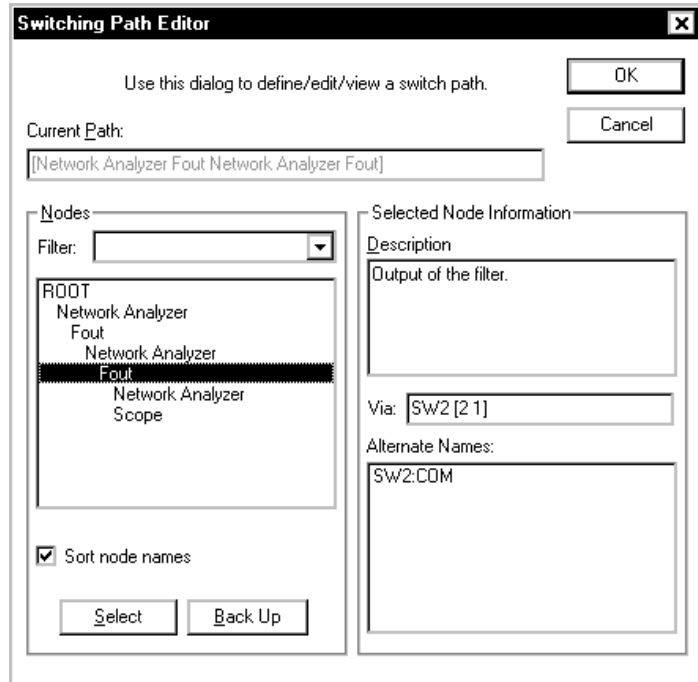 Switching Path Editor
Use this dialog to define/edit/view a switch path.
OK
Cancel
Current Path:
[Network Analyzer Fout Network Analyzer Fout]
Nodes
Filter:
ROOT
Network Analyzer
Fout
Network Analyzer
Fout
Network Analyzer
Scope
Sort node names
Select
Back Up
Selected Node Information
Description
Output of the filter.
Via: SW2 [2 1]
Alternate Names:
SW2:COM